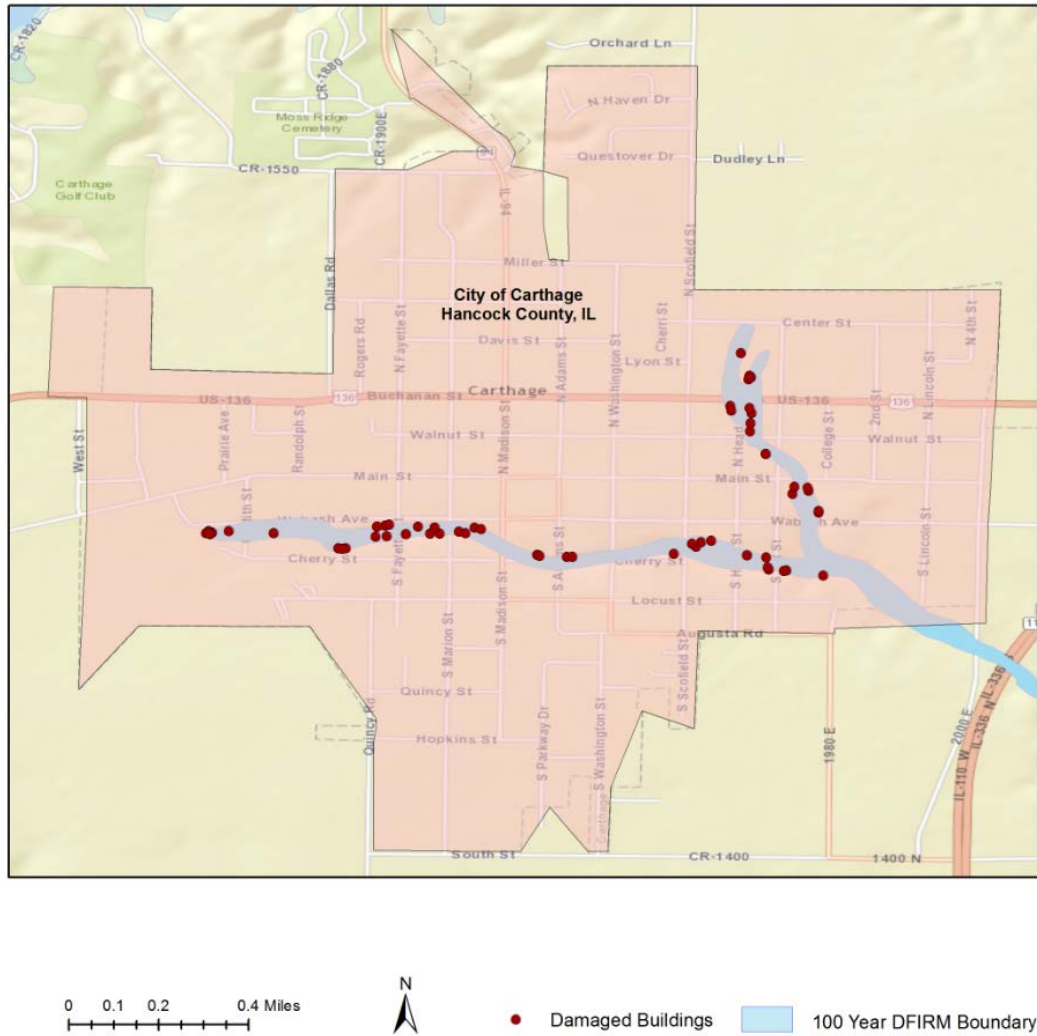 CR-1820
CR-1880
Orchard Ln
N Haven Dr
Moss Ridge
Cemetery
CR-1900E
Questover Dr
Dudley Ln
94
CR-1550
Carthage
Golf Club
IL-94
Dallas Rd
Miller St
N Scofield St
City of Carthage
Hancock County, IL
Rogers Rd
N Fayette St
Davis St
N Adams St
N Washington St
Cherri St
Lyon St
Center St
N Lincoln St
N 4th St
Carthage
US-136
136
Buchanan St
US-136
136
West St
Prairie Ave
Randolph St
Walnut St
N Madison St
College St
2nd St
Walnut St
Main St
Main St
Cherry St
S Fayette
S Marion St
S Madison St
Cherry St
S Lincoln St
Locust St
Augusta Rd
S Scofield St
Quincy St
Quincy Rd
Hopkins St
S Parkway Dr
S Washington St
Carthage
1980 E
2000 E
IL-336 N
IL-110 W
South St
CR-1400
1400 N
0 0.1 0.2 0.4 Miles
N
Damaged Buildings
100 Year DFIRM Boundary